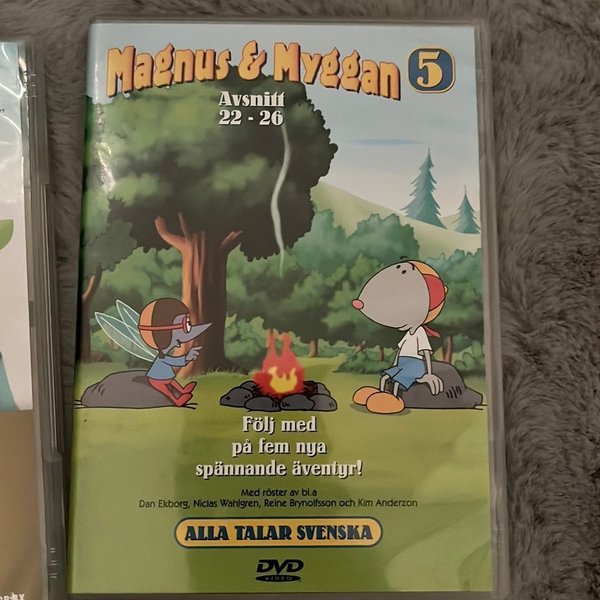 Magnus & Myggan 5
Avsnitt
22 - 26
Följ med
på fem nya
spännande äventyr!
Med röster av bl.a
Dan Ekborg, Niclas Wahlgren, Reine Brynolfsson och Kim Anderzon
ALLA TALAR SVENSKA
DVD
VIDEO